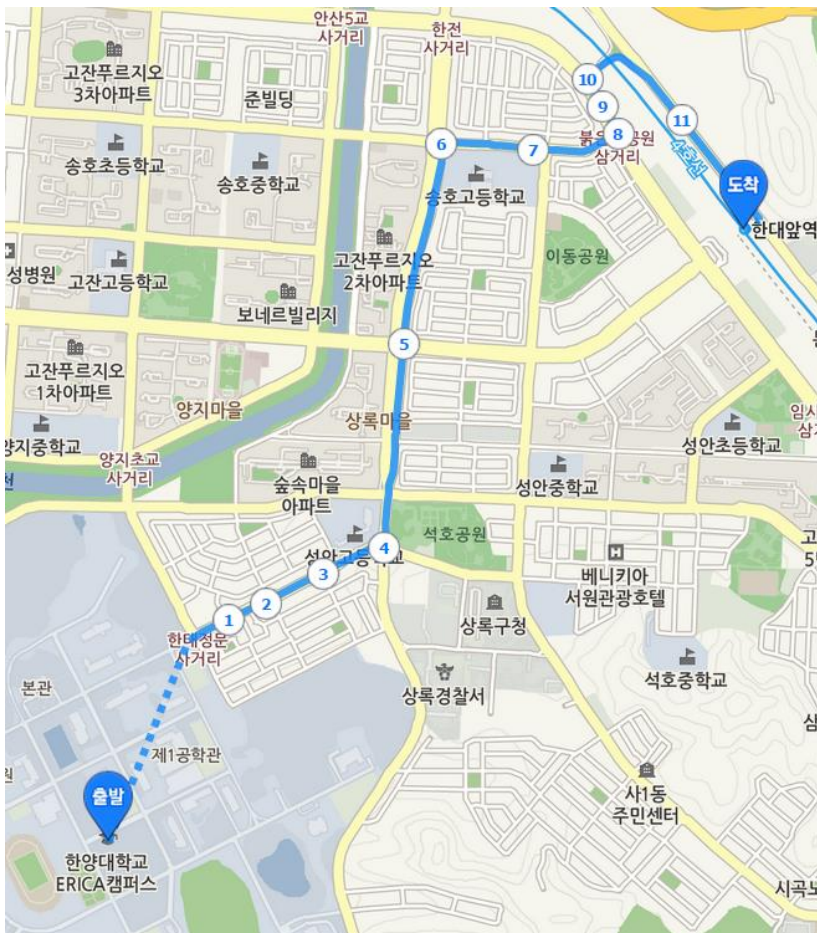 안산5교
사거리
한전
사거리
고잔푸르지오
3차아파트
준빌딩
10
9
11
송호초등학교
송호중학교
6
7
8
삼거리
4호선
송호고등학교
도착
한대앞역
성병원
고잔고등학교
고잔푸르지오
2차아파트
이동공원
보네르빌리지
5
고잔푸르지오
1차아파트
양지마을
상록마을
양지중학교
성안초등학교
양지초교
사거리
숲속마을
아파트
성안중학교
4
석호공원
성안고등학교
3
베니키아
서원관광호텔
2
1
상록구청
한대정문
사거리
본관
상록경찰서
석호중학교
제1공학관
출발
사1동
주민센터
한양대학교
ERICA캠퍼스